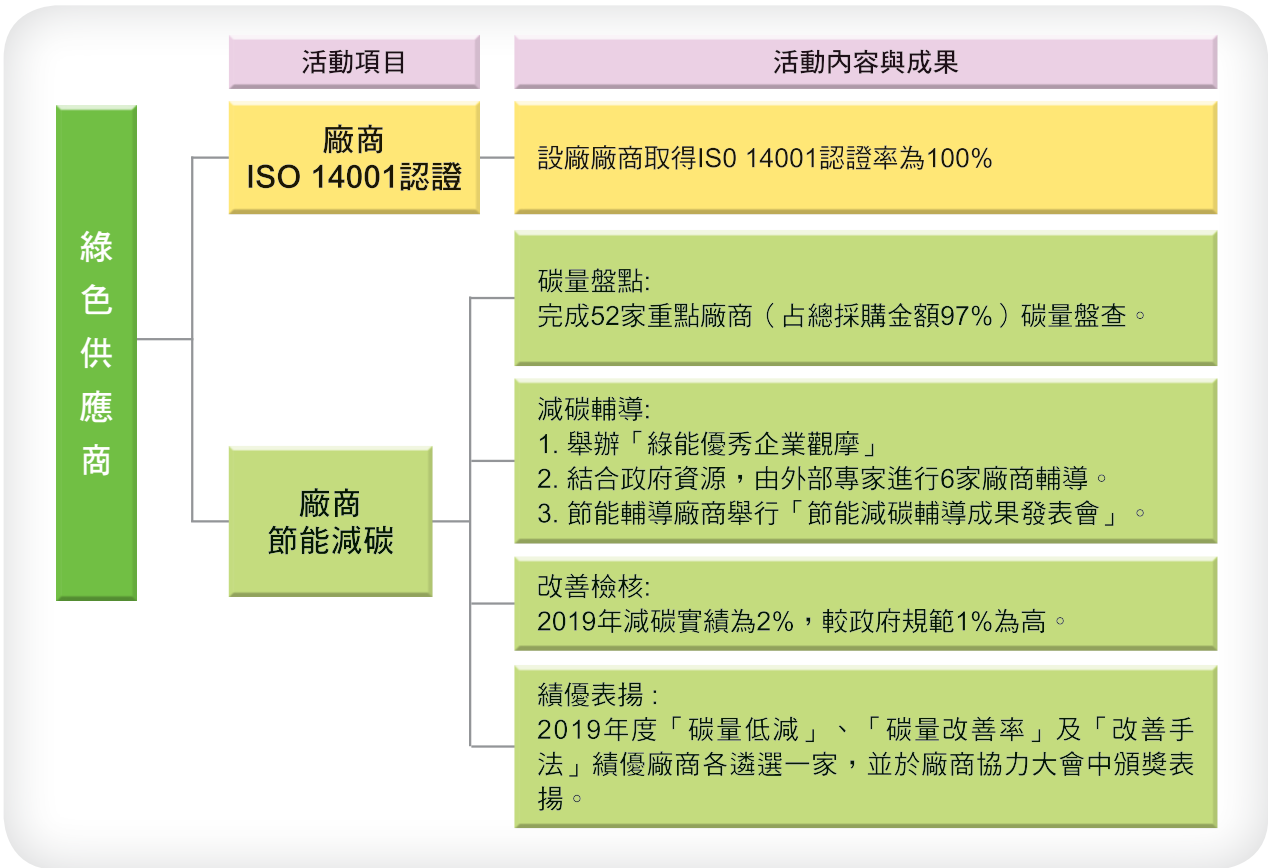 活動項目
活動內容與成果
綠色供應商
廠商
ISO 14001認證
設廠廠商取得IS0 14001認證率為100%
廠商
節能減碳
碳量盤點:
完成52家重點廠商（占總採購金額97%）碳量盤查。
減碳輔導:
1. 舉辦「綠能優秀企業觀摩」
2. 結合政府資源，由外部專家進行6家廠商輔導。
3. 節能輔導廠商舉行「節能減碳輔導成果發表會」。
改善檢核:
2019年減碳實績為2%，較政府規範1%為高。
績優表揚 :
2019年度「碳量低減」、「碳量改善率」及「改善手
法」績優廠商各遴選一家，並於廠商協力大會中頒獎表
揚。